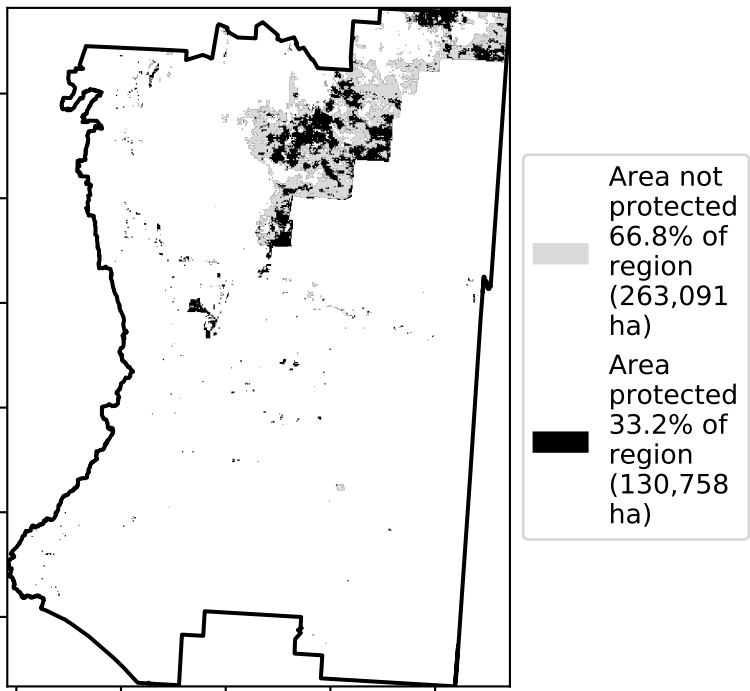 Area not
protected
66.8% of
region
(263,091
ha)
Area
protected
33.2% of
region
(130,758
ha)